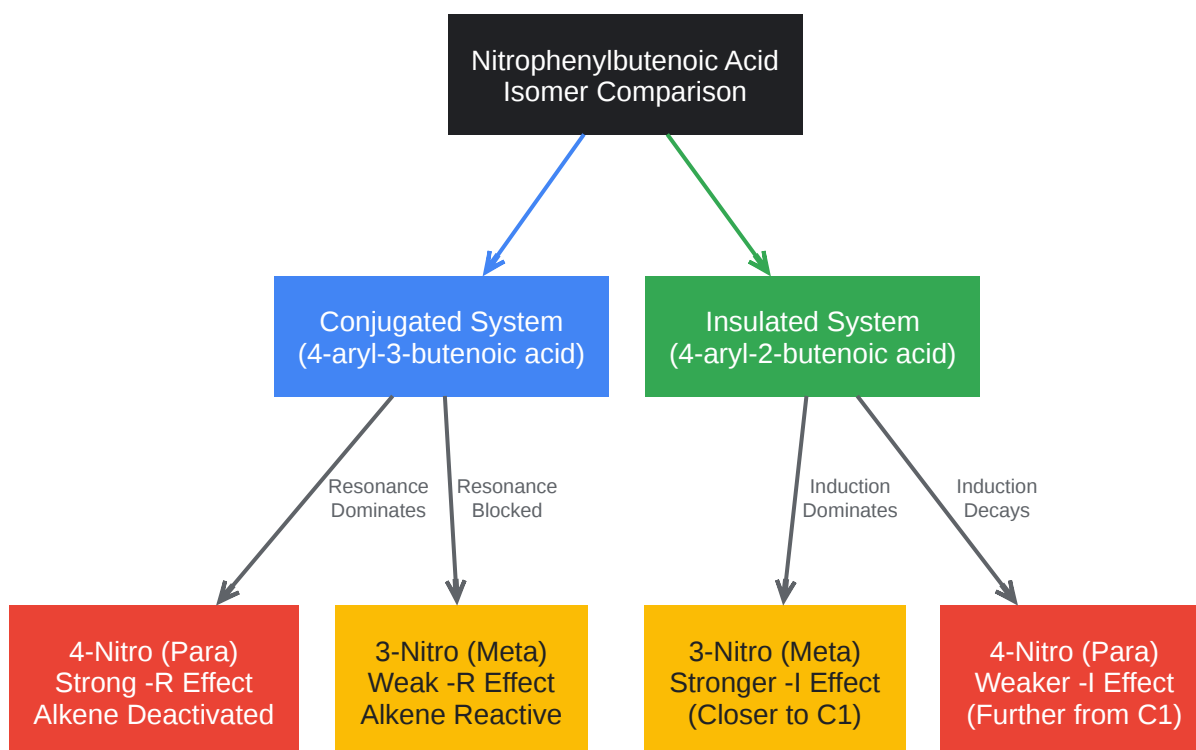 Nitrophenylbutenoic Acid
Isomer Comparison
Conjugated System
(4-aryl-3-butenoic acid)
Insulated System
(4-aryl-2-butenoic acid)
Resonance
Dominates
Resonance
Blocked
Induction
Dominates
Induction
Decays
4-Nitro (Para)
Strong -R Effect
Alkene Deactivated
3-Nitro (Meta)
Weak -R Effect
Alkene Reactive
3-Nitro (Meta)
Stronger -I Effect
(Closer to C1)
4-Nitro (Para)
Weaker -I Effect
(Further from C1)